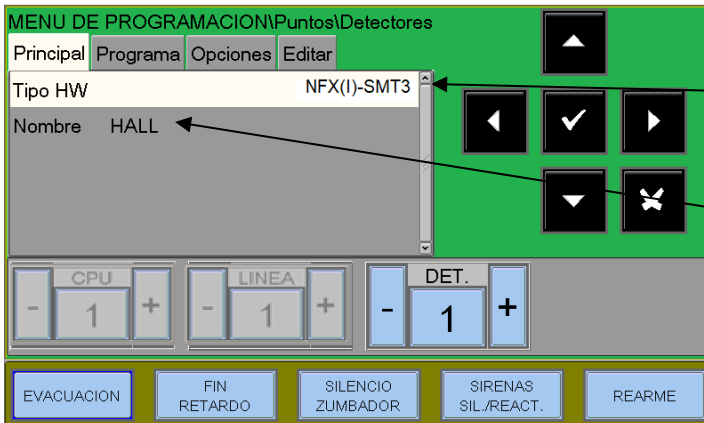 MENU DE PROGRAMACION\Puntos\Detectores
Principal Programa Opciones Editar
Tipo HW NFX(I)-SMT3
Nombre HALL
CPU LINEA DET.
- 1 + - 1 + - 1 +
EVACUACION FIN RETARDO SILENCIO ZUMBADOR SIRENAS SIL./REACT. REARME